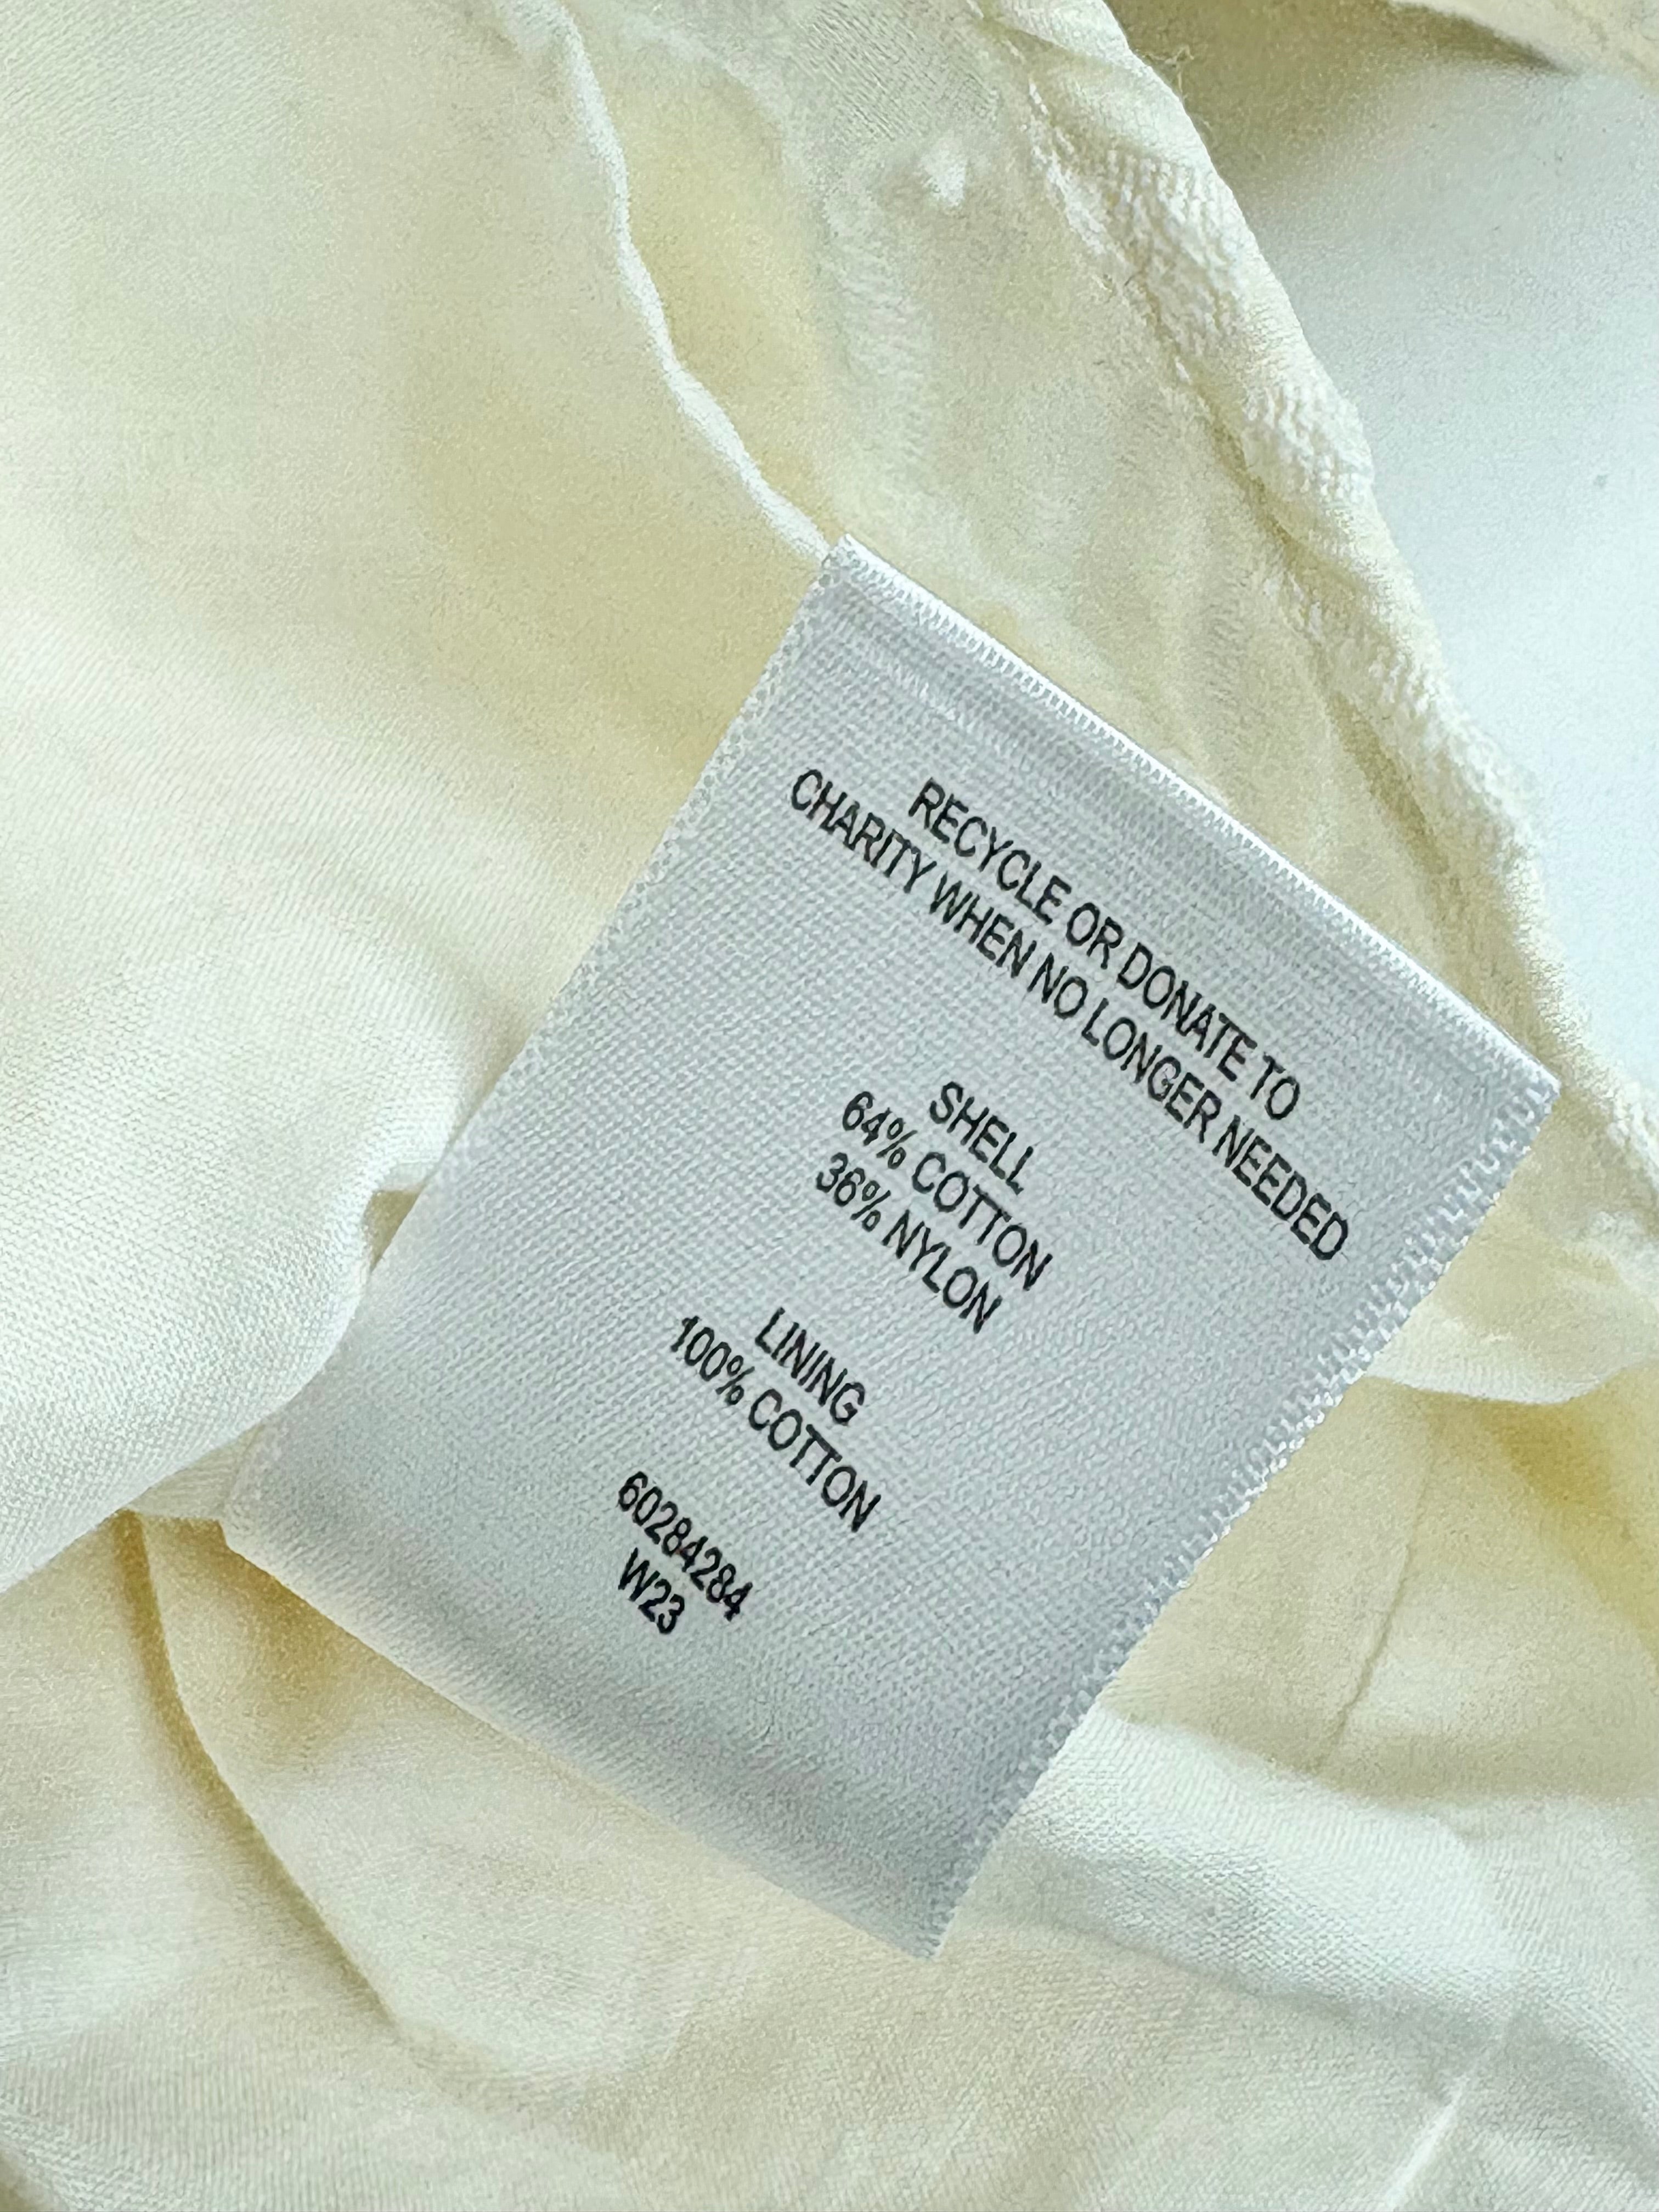 RECYCLE OR DONATE TO
CHARITY WHEN NO LONGER NEEDED
SHELL
64% COTTON
36% NYLON
LINING
100% COTTON
60284284
W23